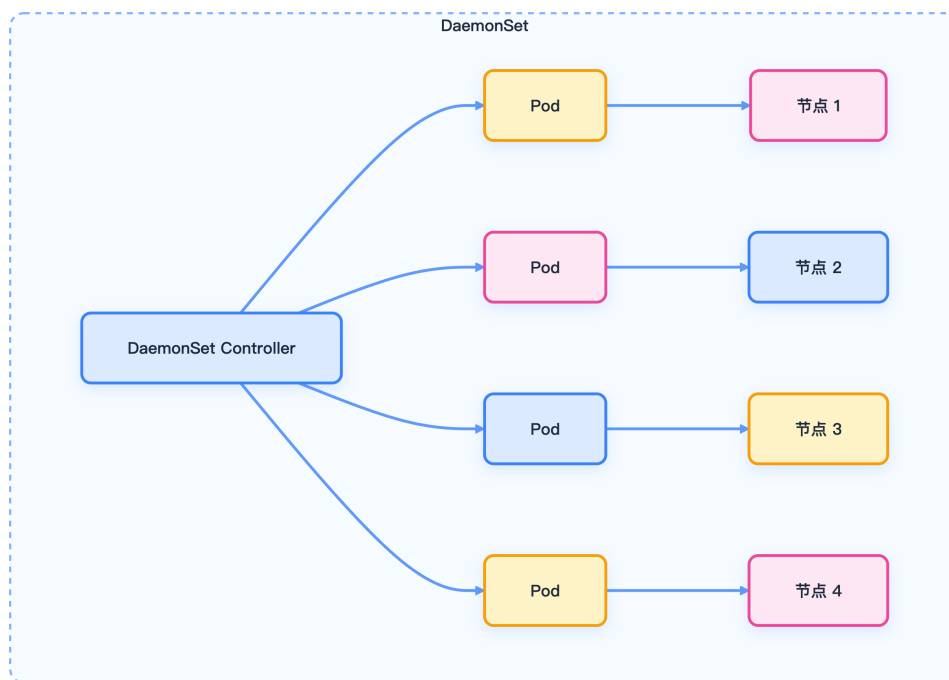 DaemonSet
Pod
节点 1
Pod
节点 2
DaemonSet Controller
Pod
节点 3
Pod
节点 4